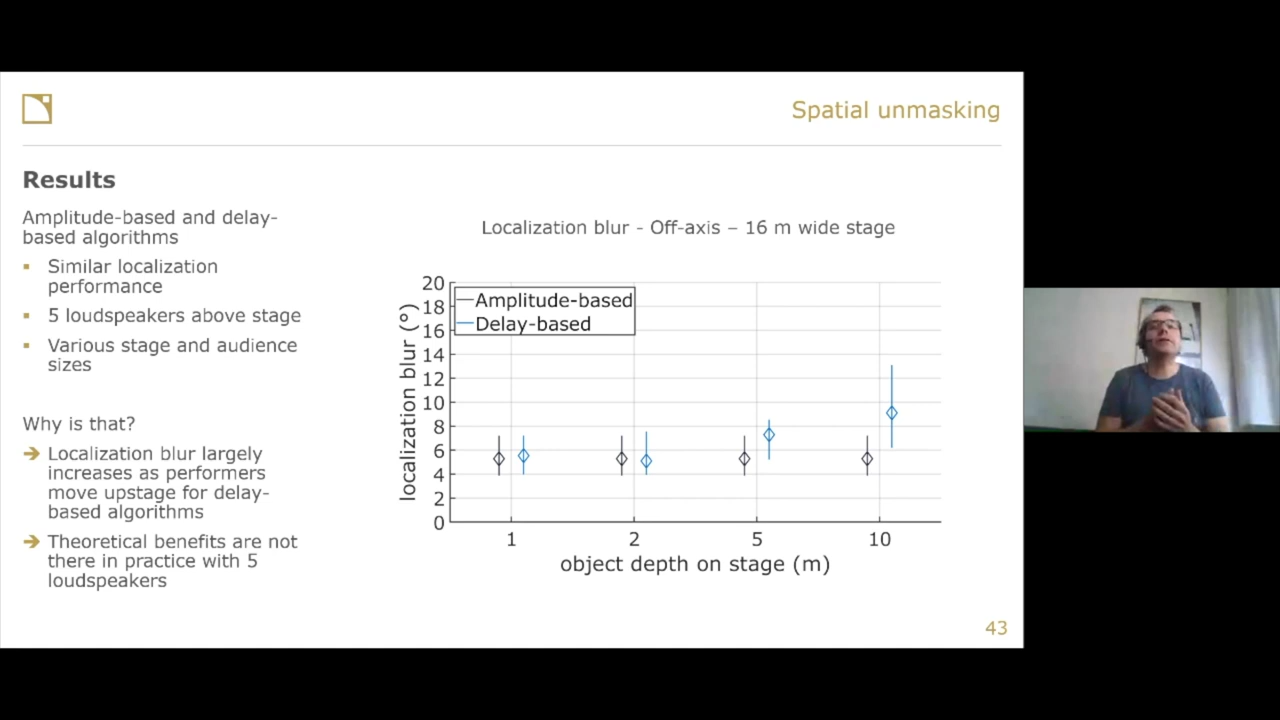 Spatial unmasking
Results
Amplitude-based and delay-
based algorithms
Similar localization
performance
5 loudspeakers above stage
Various stage and audience
sizes
Why is that?
Localization blur largely
increases as performers
move upstage for delay-
based algorithms
Theoretical benefits are not
there in practice with 5
loudspeakers
Localization blur - Off-axis – 16 m wide stage
localization blur (°)
20
18
16
14
12
10
8
6
4
2
0
Amplitude-based
Delay-based
1 2 5 10
object depth on stage (m)
43